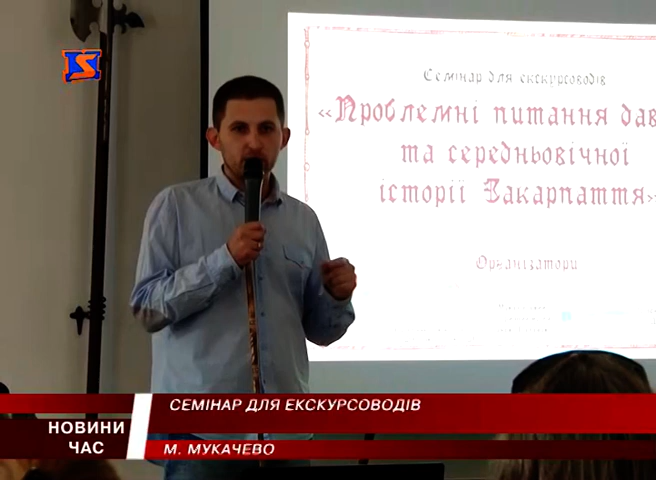 Семінар для екскурсоводів
«Проблемні питання дав
та середньовічної
історії Закарпаття»
Організатори
НОВИНИ
ЧАС
СЕМІНАР ДЛЯ ЕКСКУРСОВОДІВ
М. МУКАЧЕВО